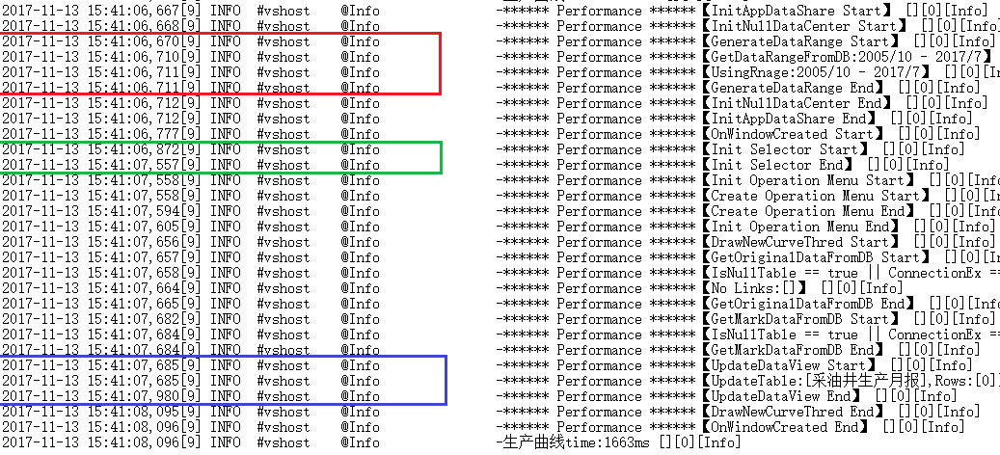 2017-11-13 15:41:06,667[9] INFO #vshost @Info -****** Performance ******【InitAppDataShare Start】 [][0][Info]
2017-11-13 15:41:06,668[9] INFO #vshost @Info -****** Performance ******【InitNullDataCenter Start】 [][0][Info]
2017-11-13 15:41:06,670[9] INFO #vshost @Info -****** Performance ******【GenerateDataRange Start】 [][0][Info]
2017-11-13 15:41:06,710[9] INFO #vshost @Info -****** Performance ******【GetDataRangeFromDB:2005/10 - 2017/7】
2017-11-13 15:41:06,711[9] INFO #vshost @Info -****** Performance ******【UsingRnage:2005/10 - 2017/7】 [][0][In
2017-11-13 15:41:06,711[9] INFO #vshost @Info -****** Performance ******【GenerateDataRange End】 [][0][Info]
2017-11-13 15:41:06,712[9] INFO #vshost @Info -****** Performance ******【InitNullDataCenter End】 [][0][Info]
2017-11-13 15:41:06,712[9] INFO #vshost @Info -****** Performance ******【InitAppDataShare End】 [][0][Info]
2017-11-13 15:41:06,777[9] INFO #vshost @Info -****** Performance ******【OnWindowCreated Start】 [][0][Info]
2017-11-13 15:41:06,872[9] INFO #vshost @Info -****** Performance ******【Init Selector Start】 [][0][Info]
2017-11-13 15:41:07,557[9] INFO #vshost @Info -****** Performance ******【Init Selector End】 [][0][Info]
2017-11-13 15:41:07,558[9] INFO #vshost @Info -****** Performance ******【Init Operation Menu Start】 [][0][Info
2017-11-13 15:41:07,558[9] INFO #vshost @Info -****** Performance ******【Create Operation Menu Start】 [][0][In
2017-11-13 15:41:07,594[9] INFO #vshost @Info -****** Performance ******【Create Operation Menu End】 [][0][Info
2017-11-13 15:41:07,605[9] INFO #vshost @Info -****** Performance ******【Init Operation Menu End】 [][0][Info]
2017-11-13 15:41:07,656[9] INFO #vshost @Info -****** Performance ******【DrawNewCurveThred Start】 [][0][Info]
2017-11-13 15:41:07,657[9] INFO #vshost @Info -****** Performance ******【GetOriginalDataFromDB Start】 [][0][In
2017-11-13 15:41:07,658[9] INFO #vshost @Info -****** Performance ******【IsNullTable == true || ConnectionEx ==
2017-11-13 15:41:07,664[9] INFO #vshost @Info -****** Performance ******【No Links:[]】 [][0][Info]
2017-11-13 15:41:07,665[9] INFO #vshost @Info -****** Performance ******【GetOriginalDataFromDB End】 [][0][Info
2017-11-13 15:41:07,682[9] INFO #vshost @Info -****** Performance ******【GetMarkDataFromDB Start】 [][0][Info]
2017-11-13 15:41:07,684[9] INFO #vshost @Info -****** Performance ******【IsNullTable == true || ConnectionEx ==
2017-11-13 15:41:07,684[9] INFO #vshost @Info -****** Performance ******【GetMarkDataFromDB End】 [][0][Info]
2017-11-13 15:41:07,685[9] INFO #vshost @Info -****** Performance ******【UpdateDataView Start】 [][0][Info]
2017-11-13 15:41:07,685[9] INFO #vshost @Info -****** Performance ******【UpdateTable:[采油井生产月报],Rows:[0]
2017-11-13 15:41:07,980[9] INFO #vshost @Info -****** Performance ******【UpdateDataView End】 [][0][Info]
2017-11-13 15:41:08,095[9] INFO #vshost @Info -****** Performance ******【DrawNewCurveThred End】 [][0][Info]
2017-11-13 15:41:08,096[9] INFO #vshost @Info -****** Performance ******【OnWindowCreated End】 [][0][Info]
2017-11-13 15:41:08,096[9] INFO #vshost @Info -生产曲线time:1663ms [][0][Info]